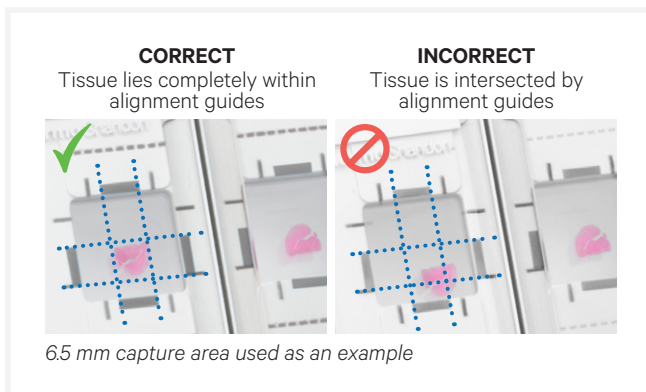 CORRECT
Tissue lies completely within
alignment guides
INCORRECT
Tissue is intersected by
alignment guides
Shandon
6.5 mm capture area used as an example